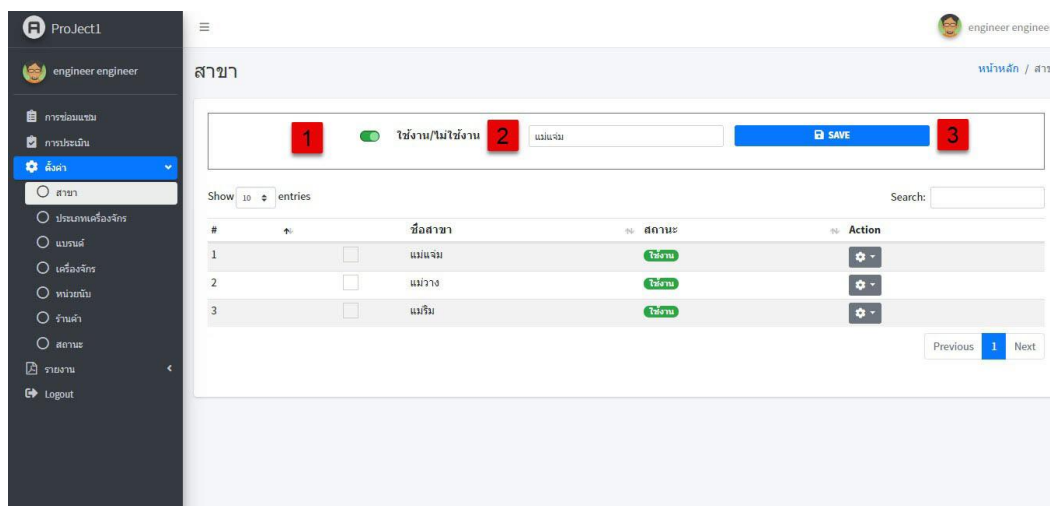 ProJect1
engineer engineer
engineer enginee
สาขา
หน้าหลัก / สาข
การซ่อมแซม
การประเมิน
ตั้งค่า
สาขา
ประเภทเครื่องจักร
แบรนด์
เครื่องจักร
หน่วยนับ
ร้านค้า
สถานะ
รายงาน
Logout
1 ใช้งาน/ไม่ใช้งาน 2 แม่แจ่ม SAVE 3
Show 10 entries Search:
# ชื่อสาขา สถานะ Action
1 แม่แจ่ม ใช้งาน
2 แม่วาง ใช้งาน
3 แม่ริม ใช้งาน
Previous 1 Next